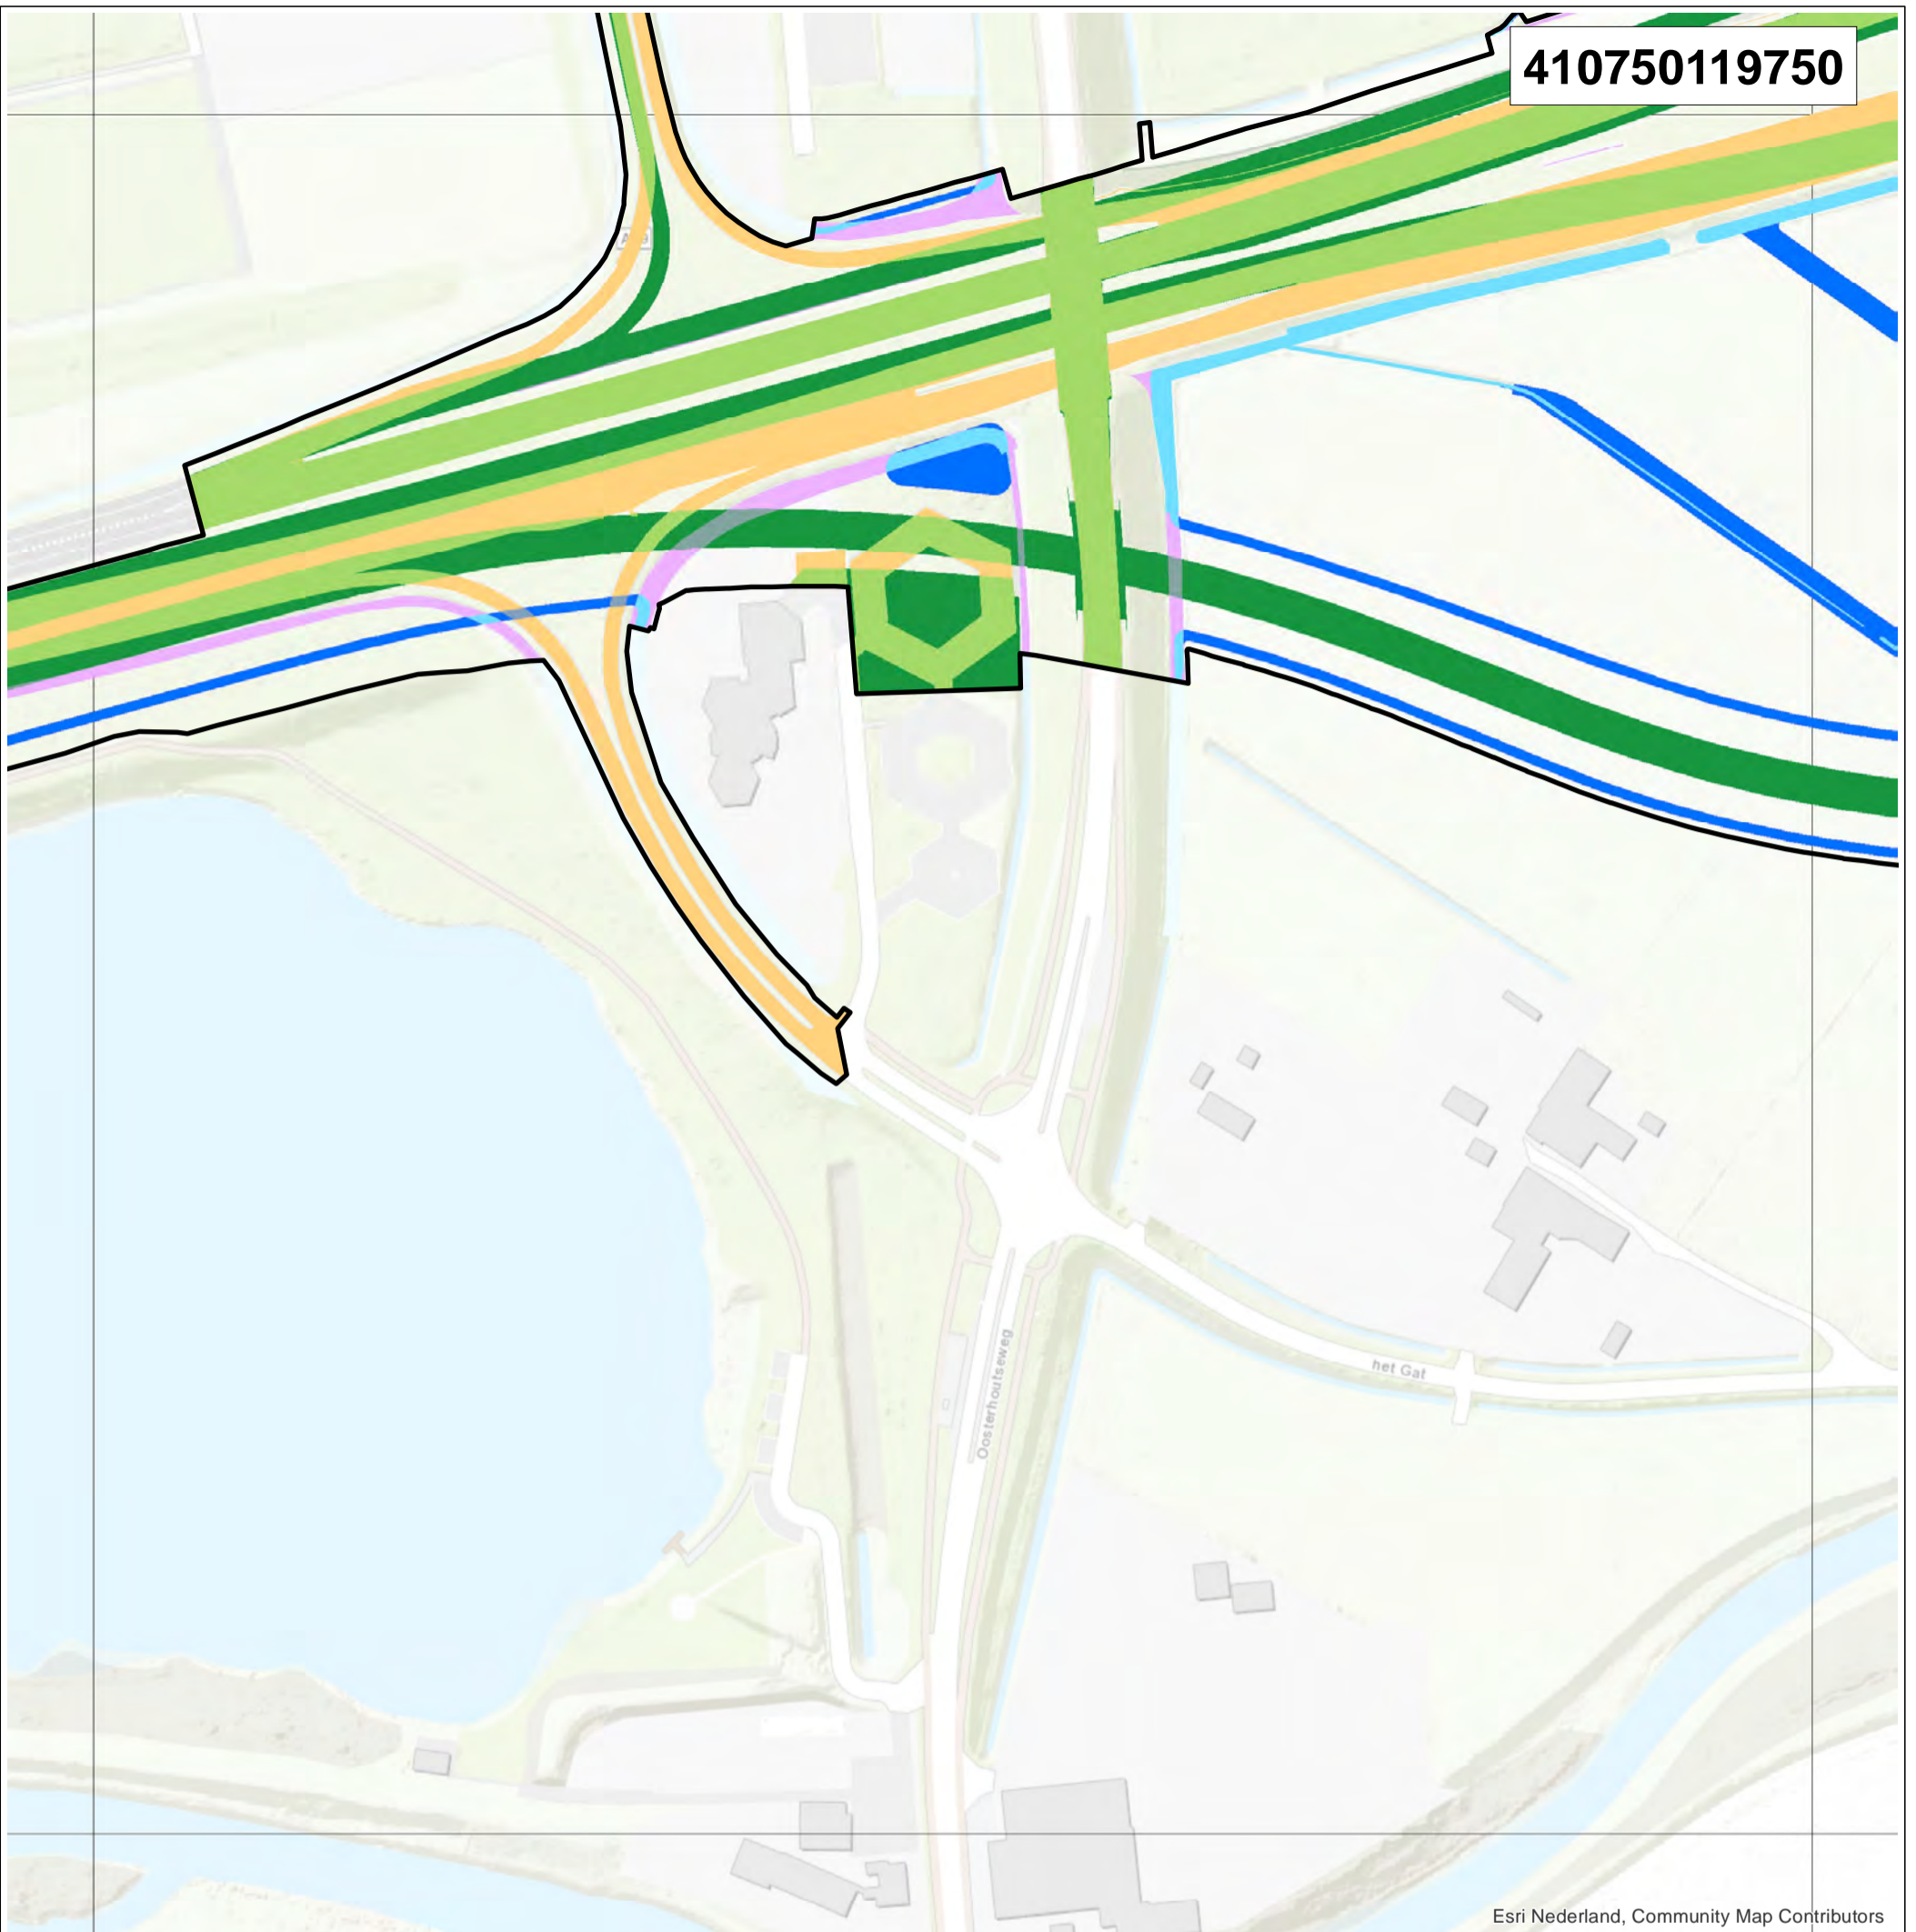 410750119750
het Gat
Oosterhoutseweg
Esri Nederland, Community Map Contributors